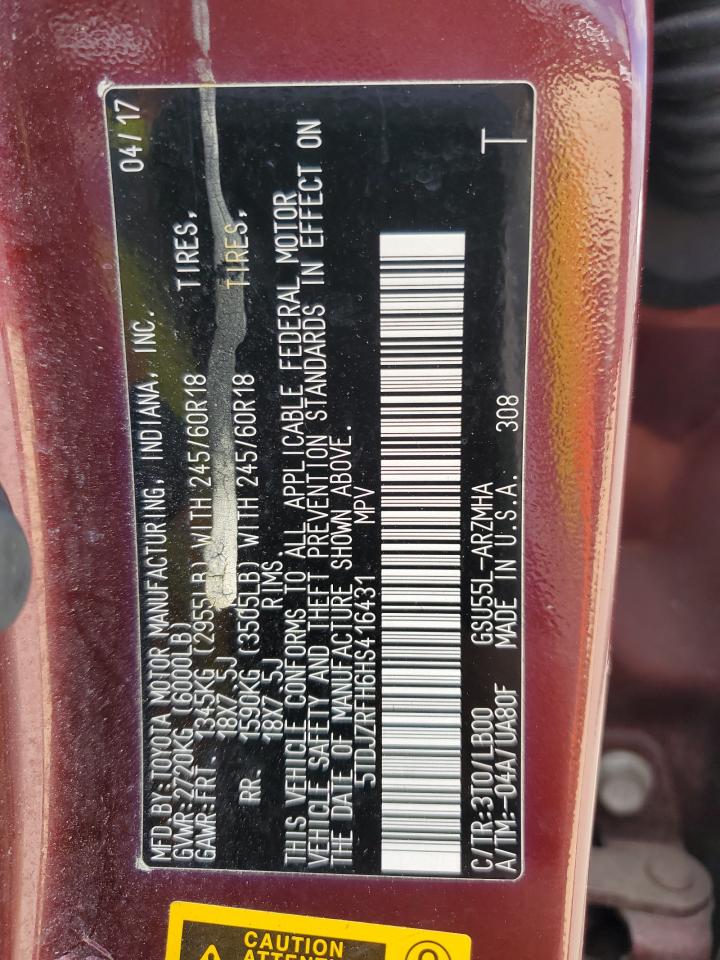 MFD.BY:TOYOTA MOTOR MANUFACTURING, INDIANA, INC. 04/17
GVWR:2720KG (6000LB)
GAWR:FRT. 1345KG (2955LB) WITH 245/60R18 TIRES,
18X7.5J
RR. 1590KG (3505LB) WITH 245/60R18 TIRES,
18X7.5J RIMS.
THIS VEHICLE CONFORMS TO ALL APPLICABLE FEDERAL MOTOR
VEHICLE SAFETY AND THEFT PREVENTION STANDARDS IN EFFECT ON
THE DATE OF MANUFACTURE SHOWN ABOVE.
5TDJZRFH6HS416431 MPV
C/TR:3T0/LB00 GSU55L-ARZMHA 308
A/TM:-04A/UA80F MADE IN U.S.A.
T
CAUTION